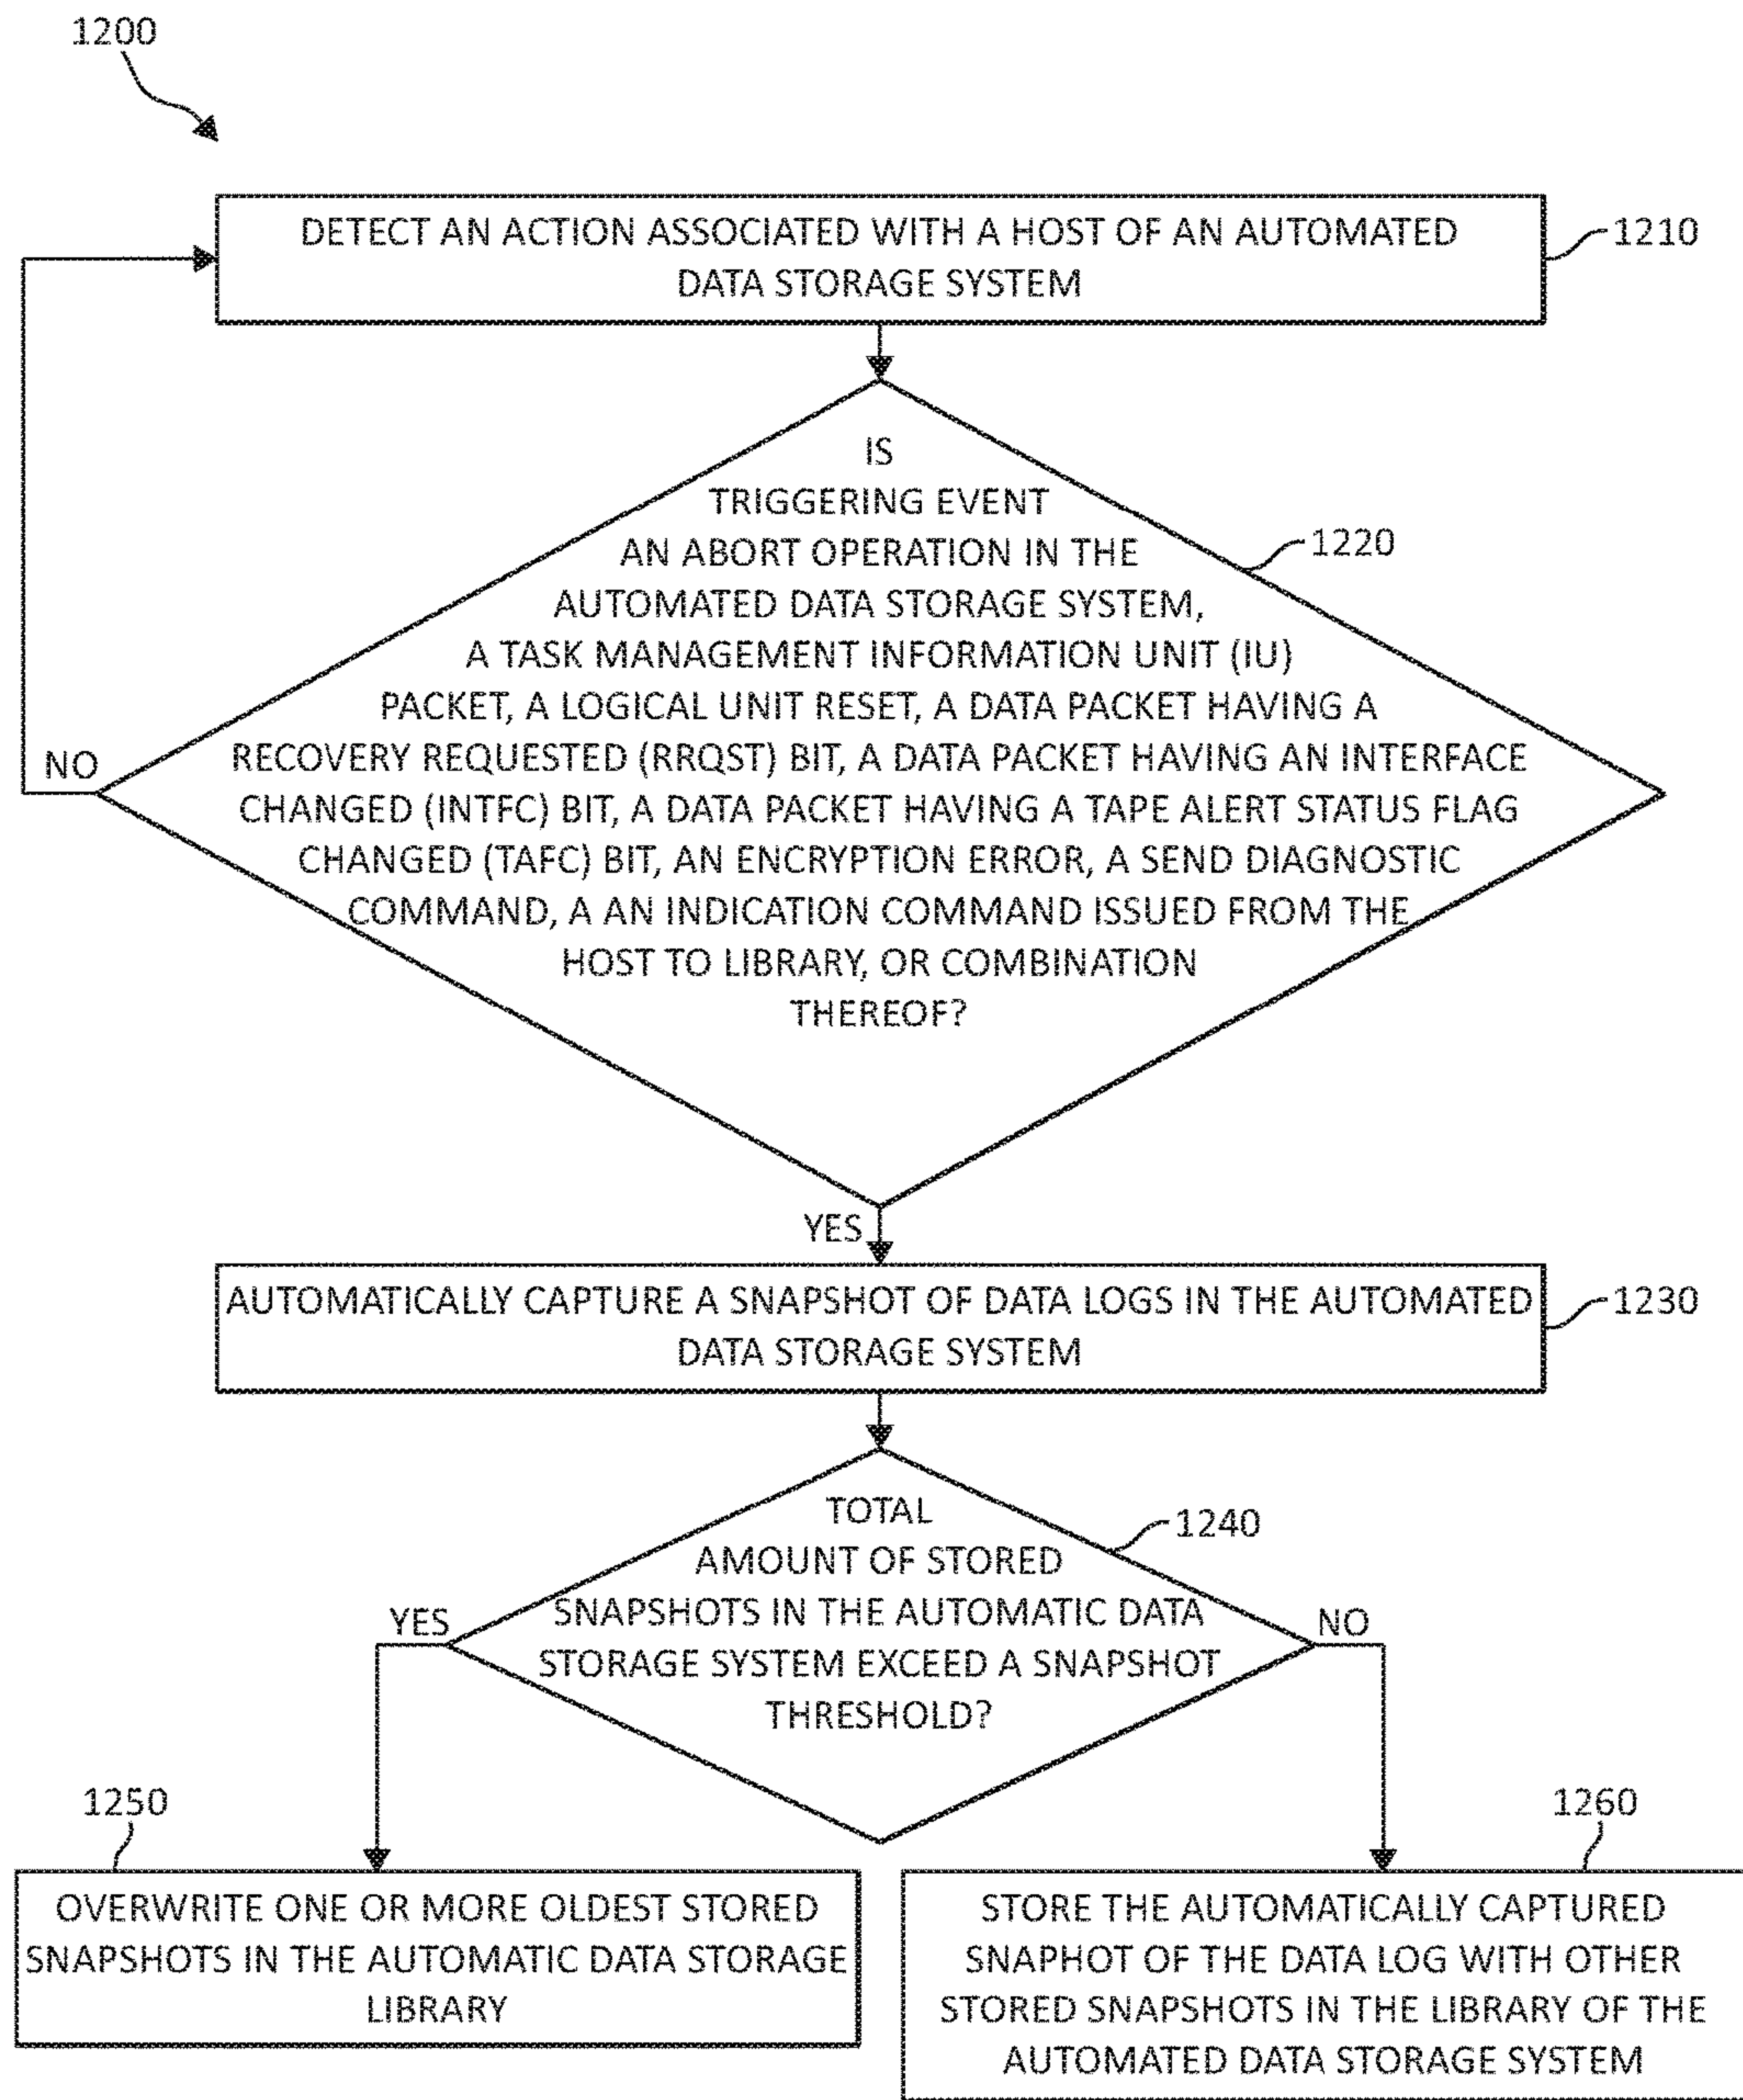 1200
DETECT AN ACTION ASSOCIATED WITH A HOST OF AN AUTOMATED
DATA STORAGE SYSTEM
1210
IS
TRIGGERING EVENT
AN ABORT OPERATION IN THE
AUTOMATED DATA STORAGE SYSTEM,
A TASK MANAGEMENT INFORMATION UNIT (IU)
PACKET, A LOGICAL UNIT RESET, A DATA PACKET HAVING A
RECOVERY REQUESTED (RRQST) BIT, A DATA PACKET HAVING AN INTERFACE
CHANGED (INTFC) BIT, A DATA PACKET HAVING A TAPE ALERT STATUS FLAG
CHANGED (TAFC) BIT, AN ENCRYPTION ERROR, A SEND DIAGNOSTIC
COMMAND, A AN INDICATION COMMAND ISSUED FROM THE
HOST TO LIBRARY, OR COMBINATION
THEREOF?
1220
NO
YES
AUTOMATICALLY CAPTURE A SNAPSHOT OF DATA LOGS IN THE AUTOMATED
DATA STORAGE SYSTEM
1230
TOTAL
AMOUNT OF STORED
SNAPSHOTS IN THE AUTOMATIC DATA
STORAGE SYSTEM EXCEED A SNAPSHOT
THRESHOLD?
1240
YES
NO
1250
OVERWRITE ONE OR MORE OLDEST STORED
SNAPSHOTS IN THE AUTOMATIC DATA STORAGE
LIBRARY
1260
STORE THE AUTOMATICALLY CAPTURED
SNAPHOT OF THE DATA LOG WITH OTHER
STORED SNAPSHOTS IN THE LIBRARY OF THE
AUTOMATED DATA STORAGE SYSTEM